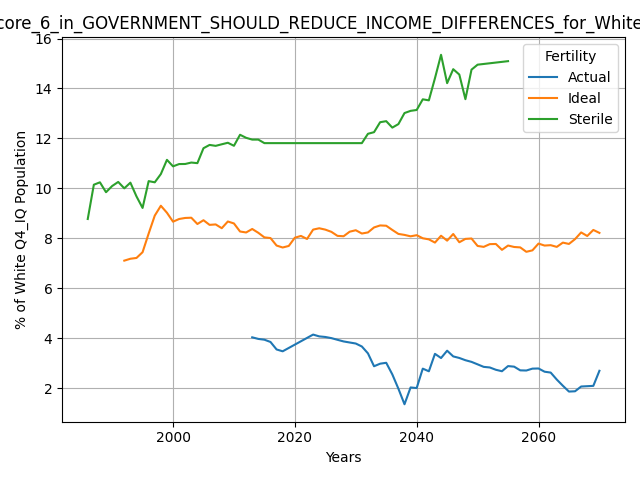 core_6_in_GOVERNMENT_SHOULD_REDUCE_INCOME_DIFFERENCES_for_White
Fertility
Actual
Ideal
Sterile
% of White Q4_IQ Population
16
14
12
10
8
6
4
2
2000 2020 2040 2060
Years